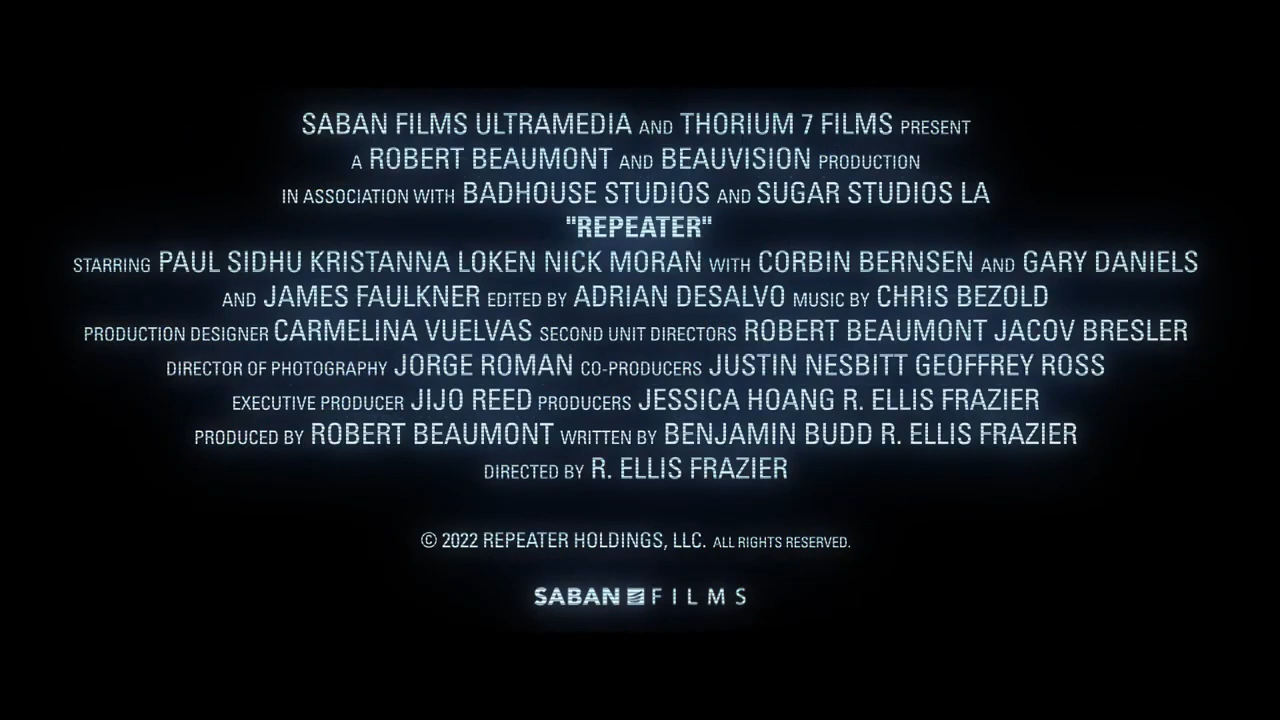 SABAN FILMS ULTRAMEDIA AND THORIUM 7 FILMS PRESENT
A ROBERT BEAUMONT AND BEAUVISION PRODUCTION
IN ASSOCIATION WITH BADHOUSE STUDIOS AND SUGAR STUDIOS LA
"REPEATER"
STARRING PAUL SIDHU KRISTANNA LOKEN NICK MORAN WITH CORBIN BERNSEN AND GARY DANIELS
AND JAMES FAULKNER EDITED BY ADRIAN DESALVO MUSIC BY CHRIS BEZOLD
PRODUCTION DESIGNER CARMELINA VUELVAS SECOND UNIT DIRECTORS ROBERT BEAUMONT JACOV BRESLER
DIRECTOR OF PHOTOGRAPHY JORGE ROMAN CO-PRODUCERS JUSTIN NESBITT GEOFFREY ROSS
EXECUTIVE PRODUCER JIJO REED PRODUCERS JESSICA HOANG R. ELLIS FRAZIER
PRODUCED BY ROBERT BEAUMONT WRITTEN BY BENJAMIN BUDD R. ELLIS FRAZIER
DIRECTED BY R. ELLIS FRAZIER
© 2022 REPEATER HOLDINGS, LLC. ALL RIGHTS RESERVED.
SABAN FILMS